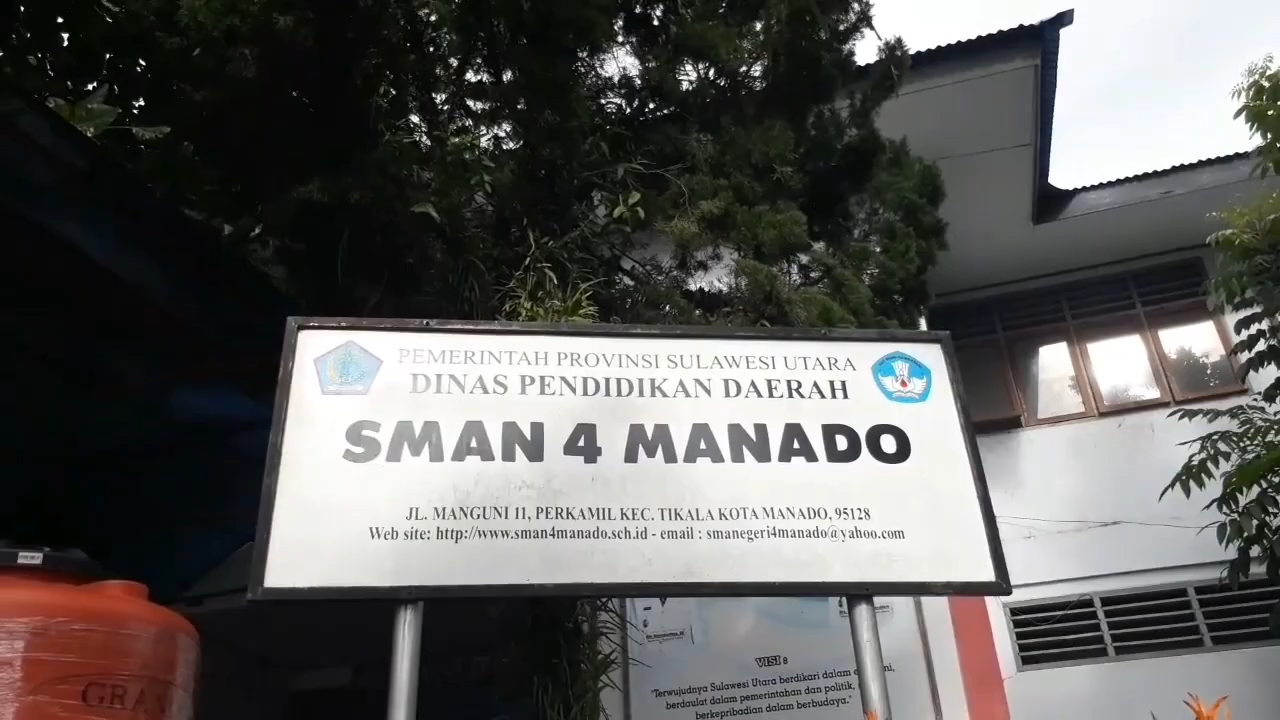 PEMERINTAH PROVINSI SULAWESI UTARA
DINAS PENDIDIKAN DAERAH
SMAN 4 MANADO
JL. MANGUNI 11, PERKAMIL KEC. TIKALA KOTA MANADO, 95128
Web site: http://www.sman4manado.sch.id - email : smanegeri4manado@yahoo.com
VISI :
"Terwujudnya Sulawesi Utara berdikari dalam
berdaulat dalam pemerintahan dan politik,
berkepribadian dalam berbudaya."